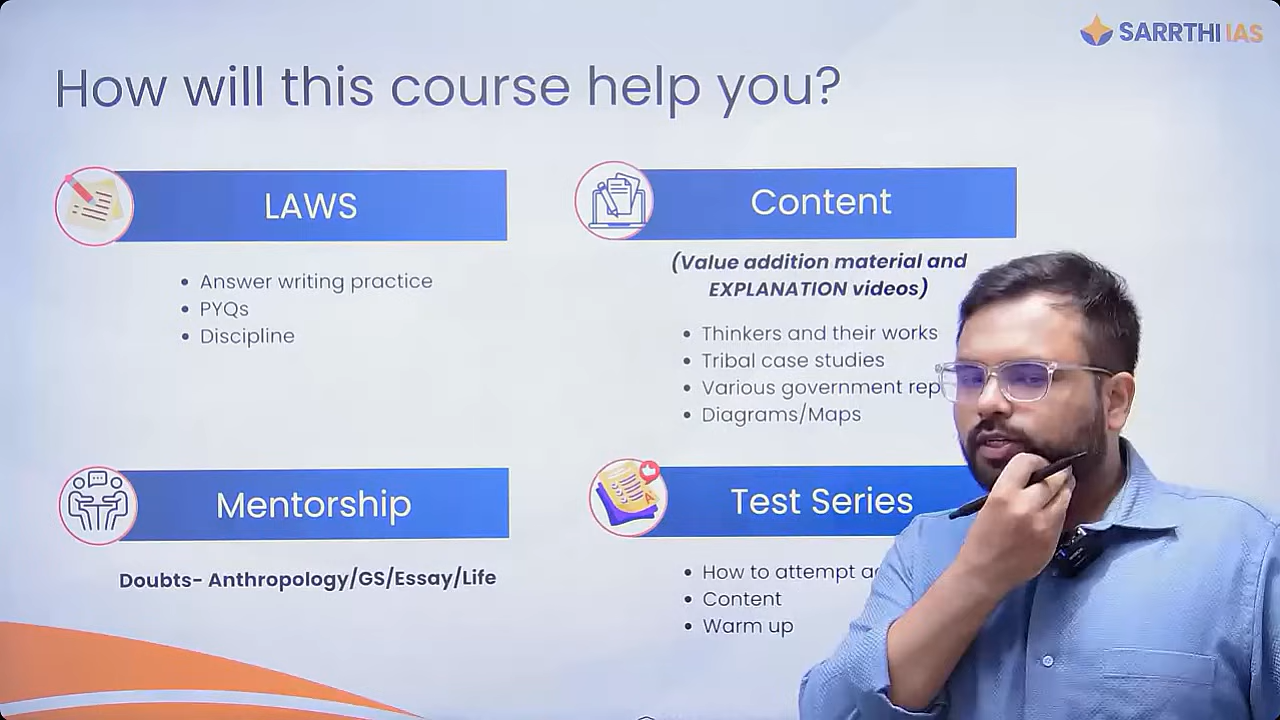 SARRTHI IAS
How will this course help you?
LAWS
Answer writing practice
PYQs
Discipline
Content
(Value addition material and
EXPLANATION videos)
Thinkers and their works
Tribal case studies
Various government
Diagrams/Maps
Mentorship
Doubts- Anthropology/GS/Essay/Life
Test Series
How to attempt
Content
Warm up